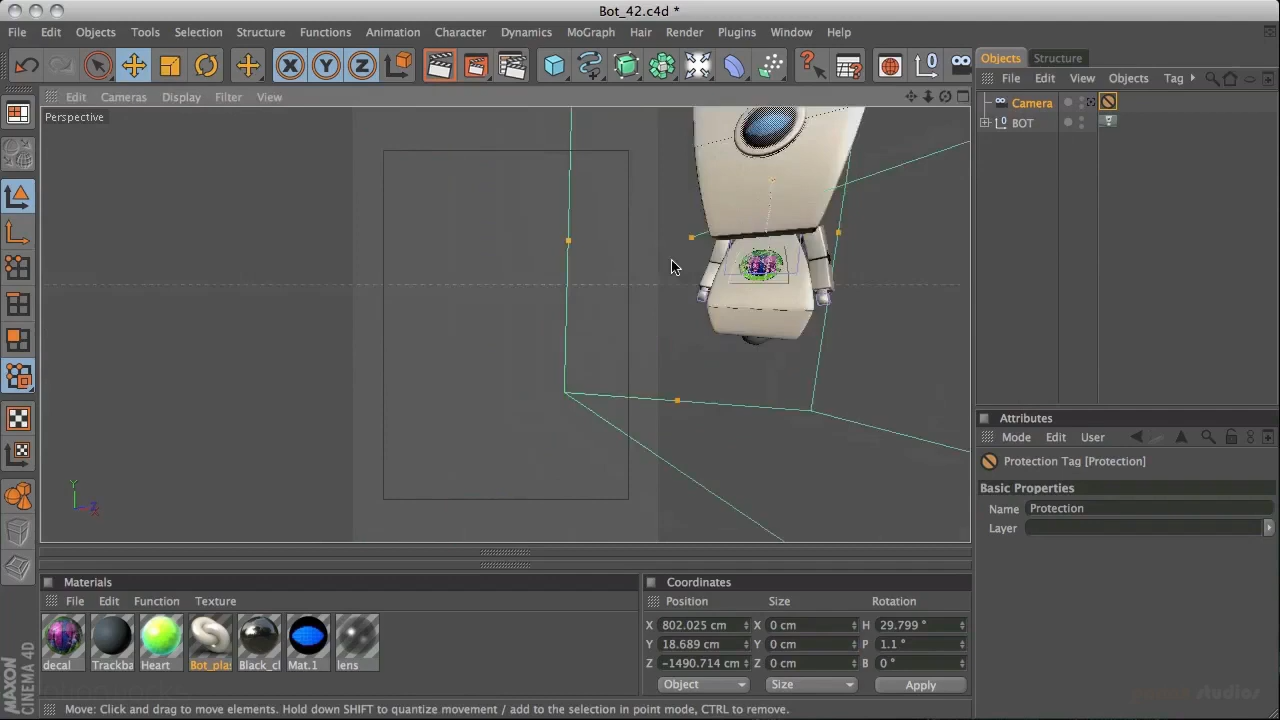 Bot_42.c4d *
File Edit Objects Tools Selection Structure Functions Animation Character Dynamics MoGraph Hair Render Plugins Window Help
Objects Structure
Edit Cameras Display Filter View
File Edit View Objects Tag
Perspective
Camera
BOT
Attributes
Mode Edit User
Protection Tag [Protection]
Basic Properties
Name Protection
Layer
Y
Materials
File Edit Function Texture
decal Trackba Heart Bot_pla Black_cl Mat.1 lens
Coordinates
Position Size Rotation
X 802.025 cm X 0 cm H 29.799 °
Y 18.689 cm Y 0 cm P 1.1 °
Z -1490.714 cm Z 0 cm B 0 °
Object Size Apply
MAXON
CINEMA 4D
Move: Click and drag to move elements. Hold down SHIFT to quantize movement / add to the selection in point mode, CTRL to remove.